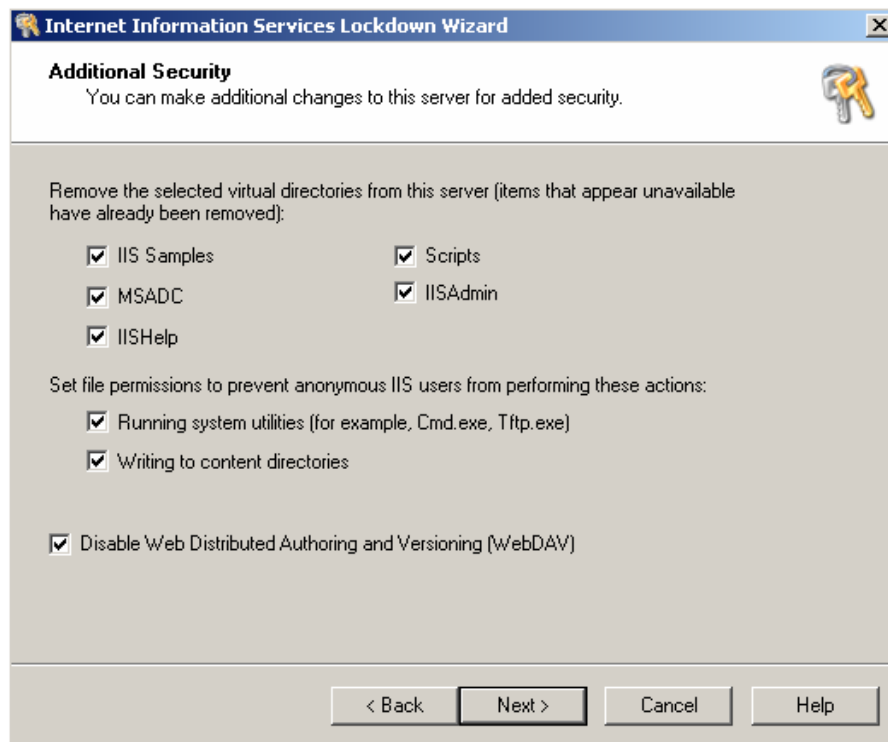 Internet Information Services Lockdown Wizard
Additional Security
You can make additional changes to this server for added security.
Remove the selected virtual directories from this server (items that appear unavailable
have already been removed):
IIS Samples
Scripts
MSADC
IISAdmin
IISHelp
Set file permissions to prevent anonymous IIS users from performing these actions:
Running system utilities (for example, Cmd.exe, Tftp.exe)
Writing to content directories
Disable Web Distributed Authoring and Versioning (WebDAV)
< Back
Next >
Cancel
Help